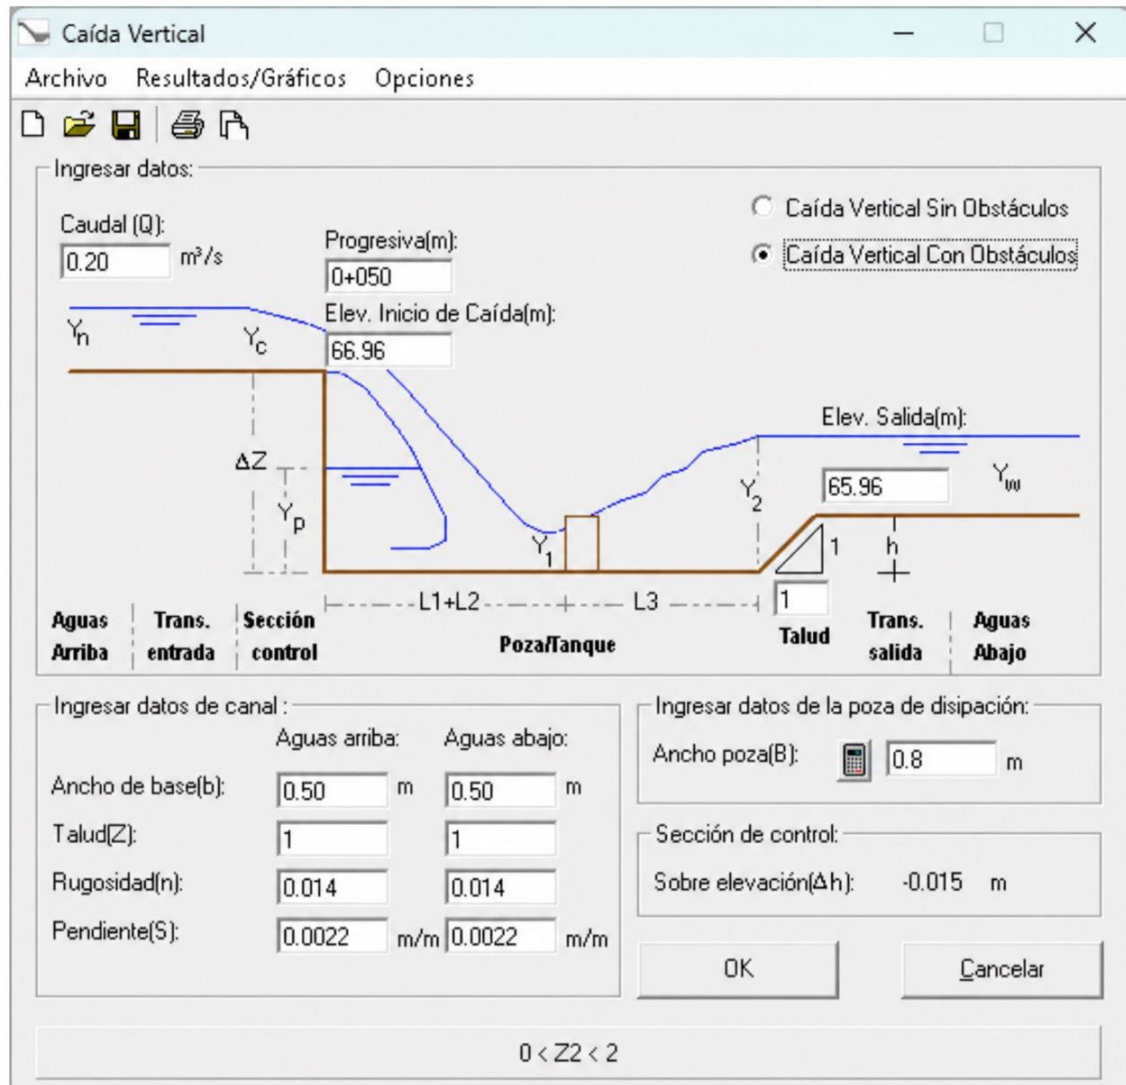 Caída Vertical
Archivo Resultados/Gráficos Opciones
Ingresar datos:
Caudal (Q):
0.20 m³/s
Progresiva(m):
0+050
Elev. Inicio de Caída(m):
66.96
Caída Vertical Sin Obstáculos
Caída Vertical Con Obstáculos
Yn
Yc
ΔZ
Yp
Y1
Y2
Elev. Salida(m):
65.96
Yw
1
h
L1+L2
L3
1
Aguas Arriba
Trans. entrada
Sección control
Poza/Tanque
Talud
Trans. salida
Aguas Abajo
Ingresar datos de canal :
Aguas arriba: Aguas abajo:
Ancho de base(b): 0.50 m 0.50 m
Talud(Z): 1 1
Rugosidad(n): 0.014 0.014
Pendiente(S): 0.0022 m/m 0.0022 m/m
Ingresar datos de la poza de disipación:
Ancho poza(B): 0.8 m
Sección de control:
Sobre elevación(Δh): -0.015 m
OK
Cancelar
0 < Z2 < 2